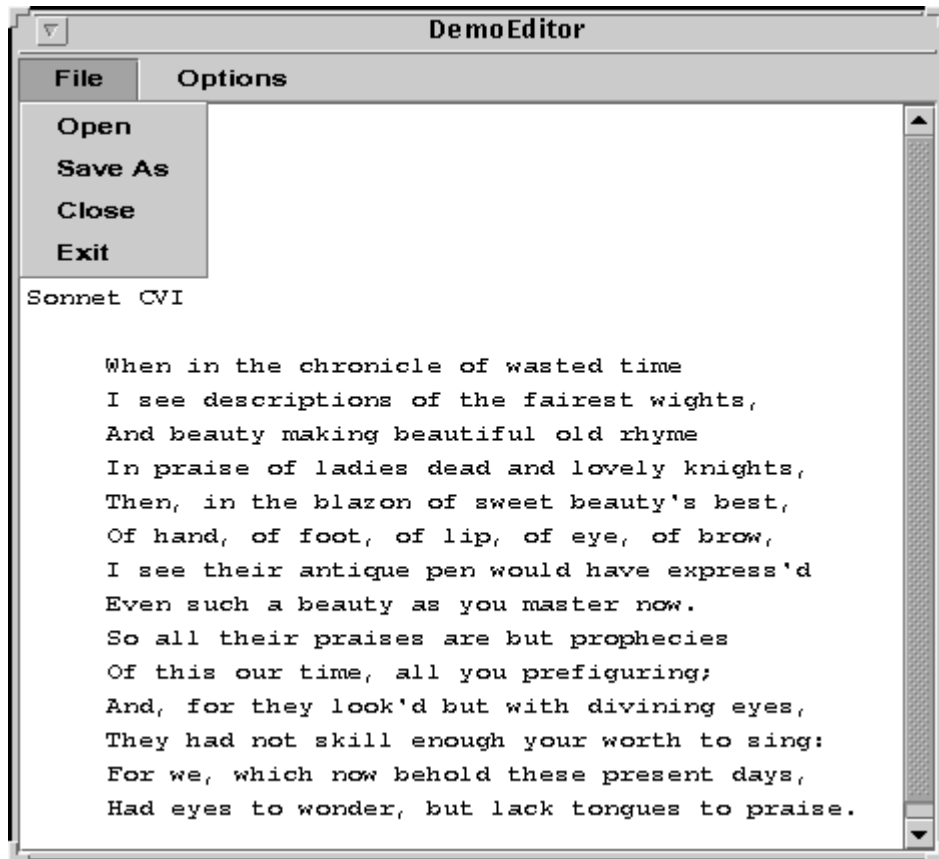 DemoEditor
File Options
Open
Save As
Close
Exit
Sonnet CVI
When in the chronicle of wasted time
I see descriptions of the fairest wights,
And beauty making beautiful old rhyme
In praise of ladies dead and lovely knights,
Then, in the blazon of sweet beauty's best,
Of hand, of foot, of lip, of eye, of brow,
I see their antique pen would have express'd
Even such a beauty as you master now.
So all their praises are but prophecies
Of this our time, all you prefiguring;
And, for they look'd but with divining eyes,
They had not skill enough your worth to sing:
For we, which now behold these present days,
Had eyes to wonder, but lack tongues to praise.